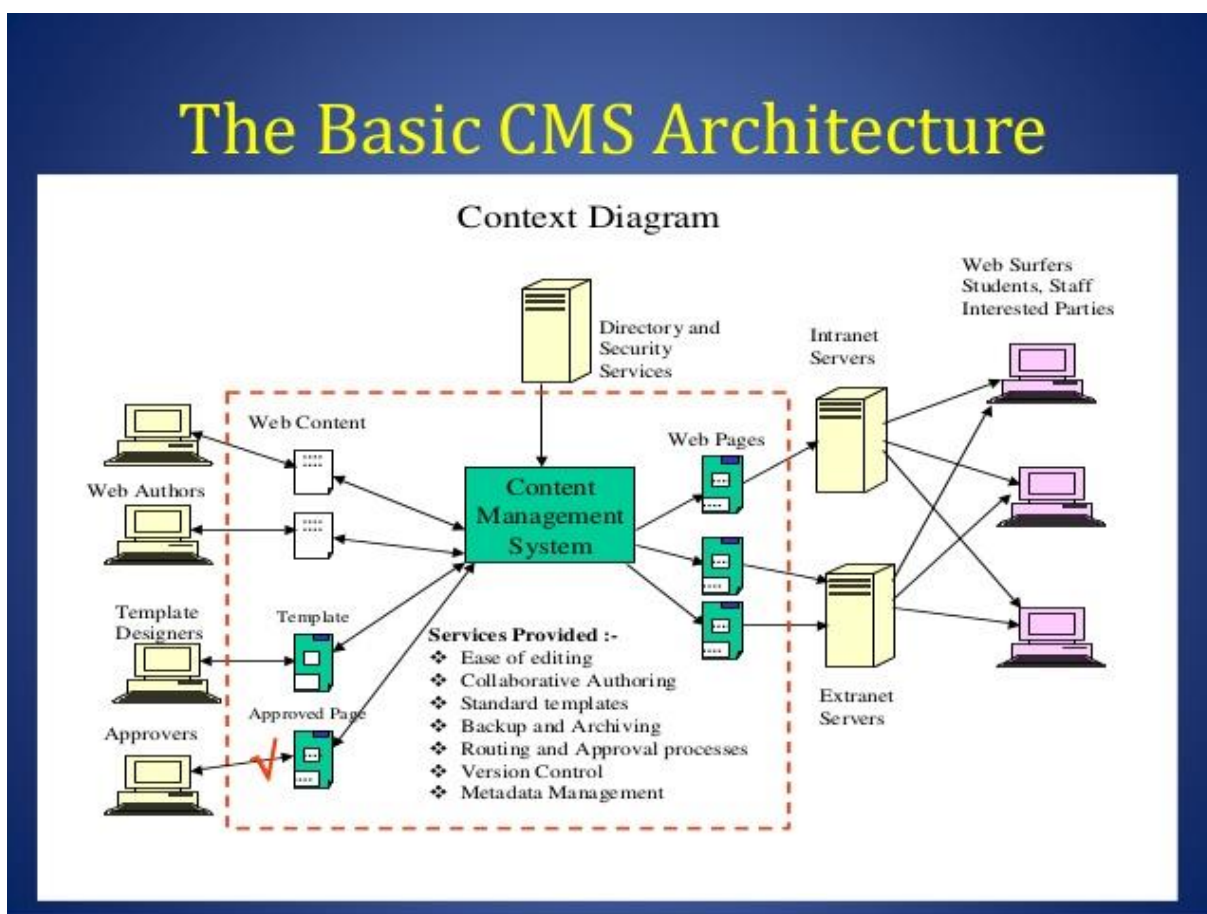 The Basic CMS Architecture
Context Diagram
Web Surfers
Students, Staff
Interested Parties
Directory and
Security
Services
Intranet
Servers
Web Content
Web Pages
Web Authors
Content
Management
System
Template
Designers
Template
Services Provided :-
❖ Ease of editing
❖ Collaborative Authoring
❖ Standard templates
❖ Backup and Archiving
❖ Routing and Approval processes
❖ Version Control
❖ Metadata Management
Extranet
Servers
Approved Page
Approvers